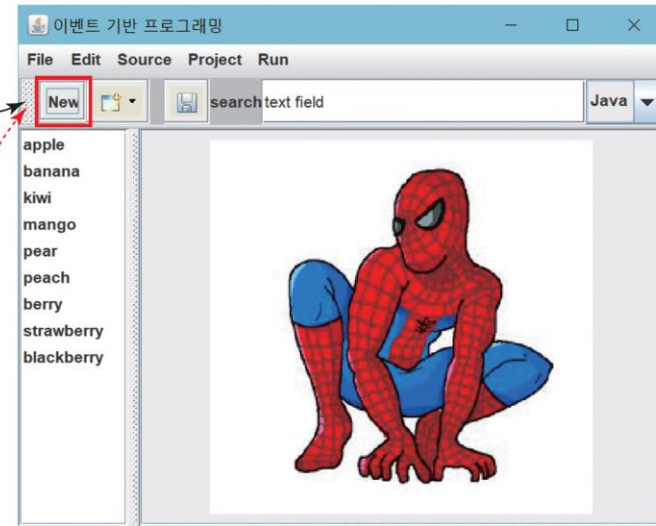 이벤트 기반 프로그래밍
File Edit Source Project Run
New search text field Java
apple
banana
kiwi
mango
pear
peach
berry
strawberry
blackberry